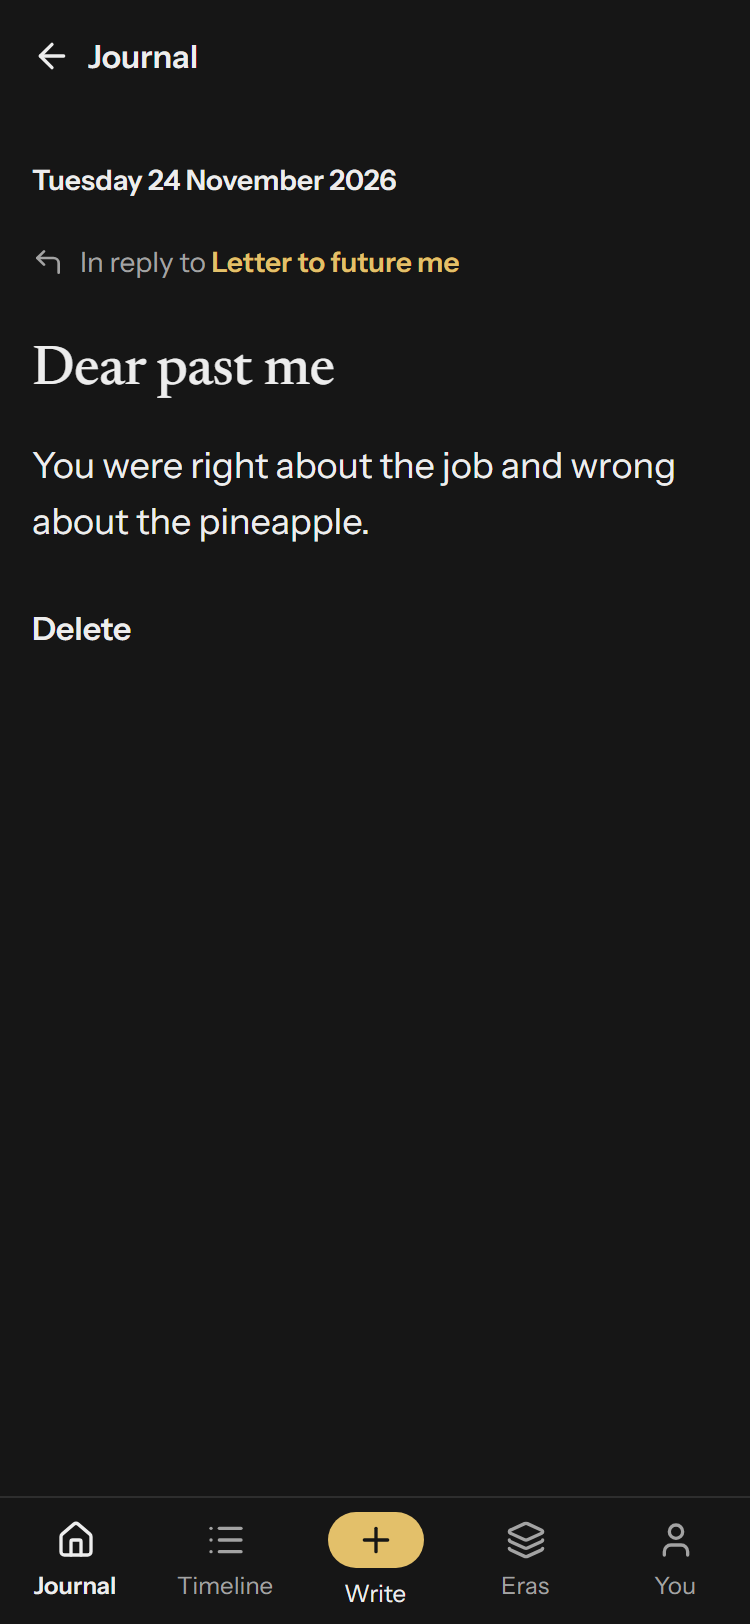 Journal
Tuesday 24 November 2026
In reply to Letter to future me
Dear past me
You were right about the job and wrong
about the pineapple.
Delete
Journal
Timeline
Write
Eras
You